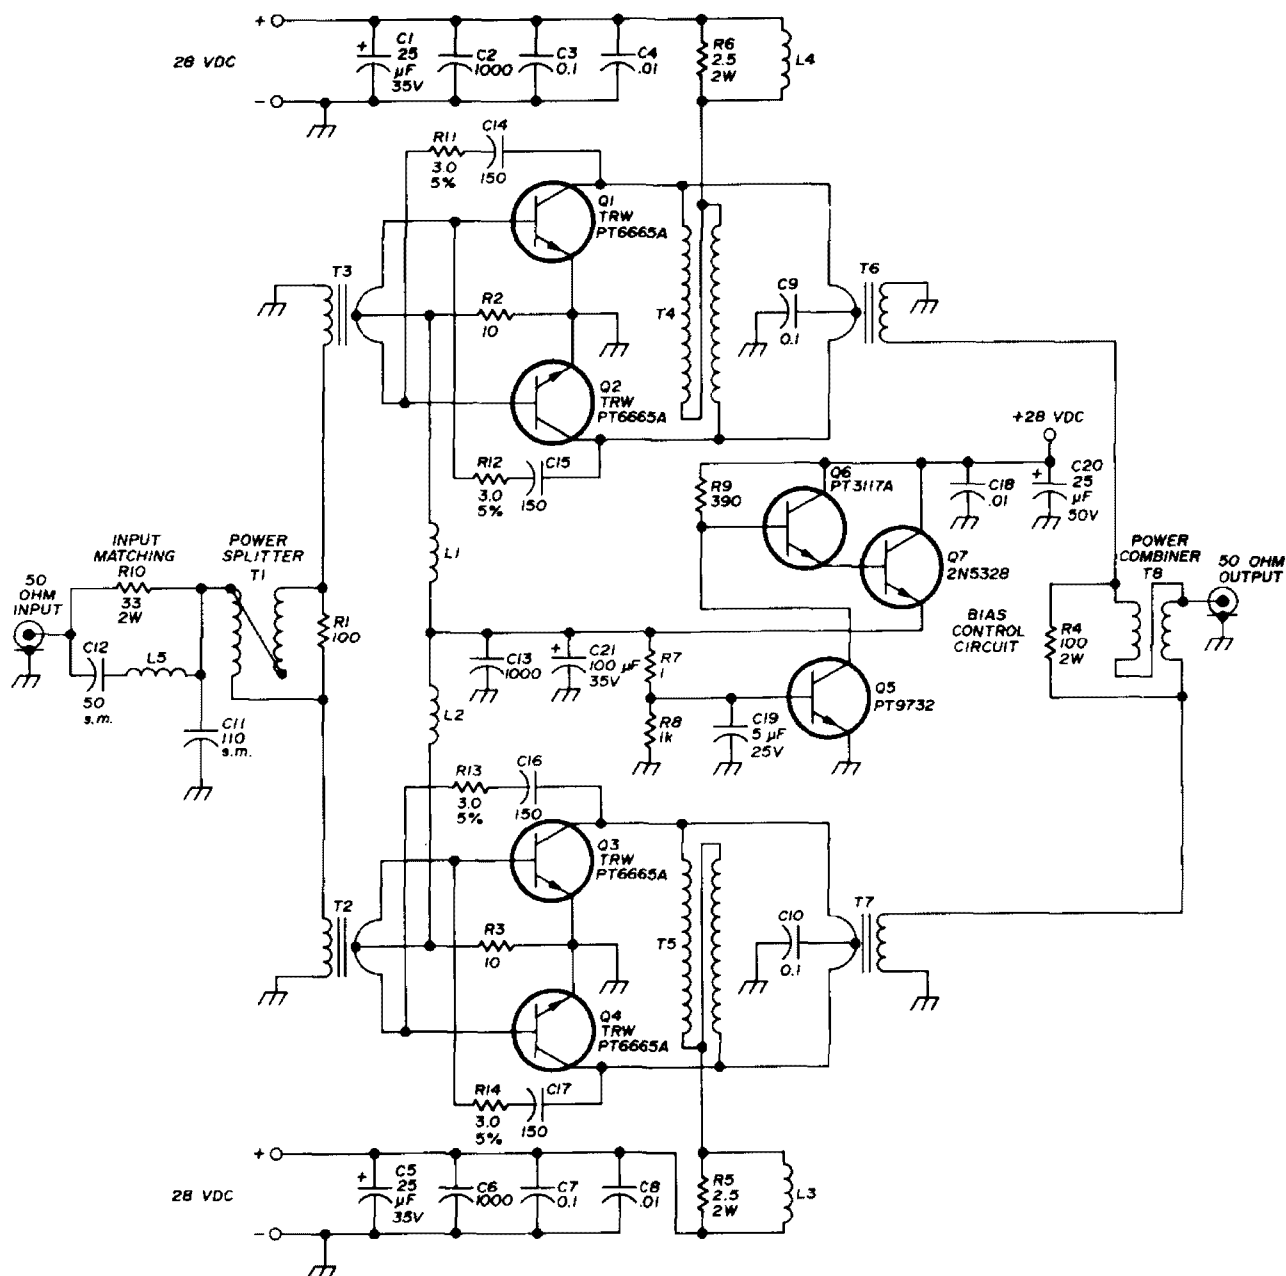 +
28 VDC
-
C1
25
µF
35V
+
C2
1000
C3
0.1
C4
.01
R6
2.5
2W
L4
R11
3.0
5%
C14
150
Q1
TRW
PT6665A
T3
R2
10
T4
C9
0.1
T6
Q2
TRW
PT6665A
R12
3.0
5%
C15
150
+28 VDC
R9
390
Q6
PT3117A
C18
.01
+
C20
25
µF
50V
Q7
2N5328
BIAS
CONTROL
CIRCUIT
POWER
COMBINER
T8
50 OHM
OUTPUT
R4
100
2W
L1
INPUT
MATCHING
R10
33
2W
POWER
SPLITTER
T1
50
OHM
INPUT
R1
100
C12
50
s.m.
L5
C11
110
s.m.
L2
C13
1000
+
C21
100 µF
35V
R7
1
R8
1k
C19
5 µF
25V
Q5
PT9732
R13
3.0
5%
C16
150
Q3
TRW
PT6665A
T2
R3
10
T5
C10
0.1
T7
Q4
TRW
PT6665A
R14
3.0
5%
C17
150
+
28 VDC
-
+
C5
25
µF
35V
C6
1000
C7
0.1
C8
.01
R5
2.5
2W
L3